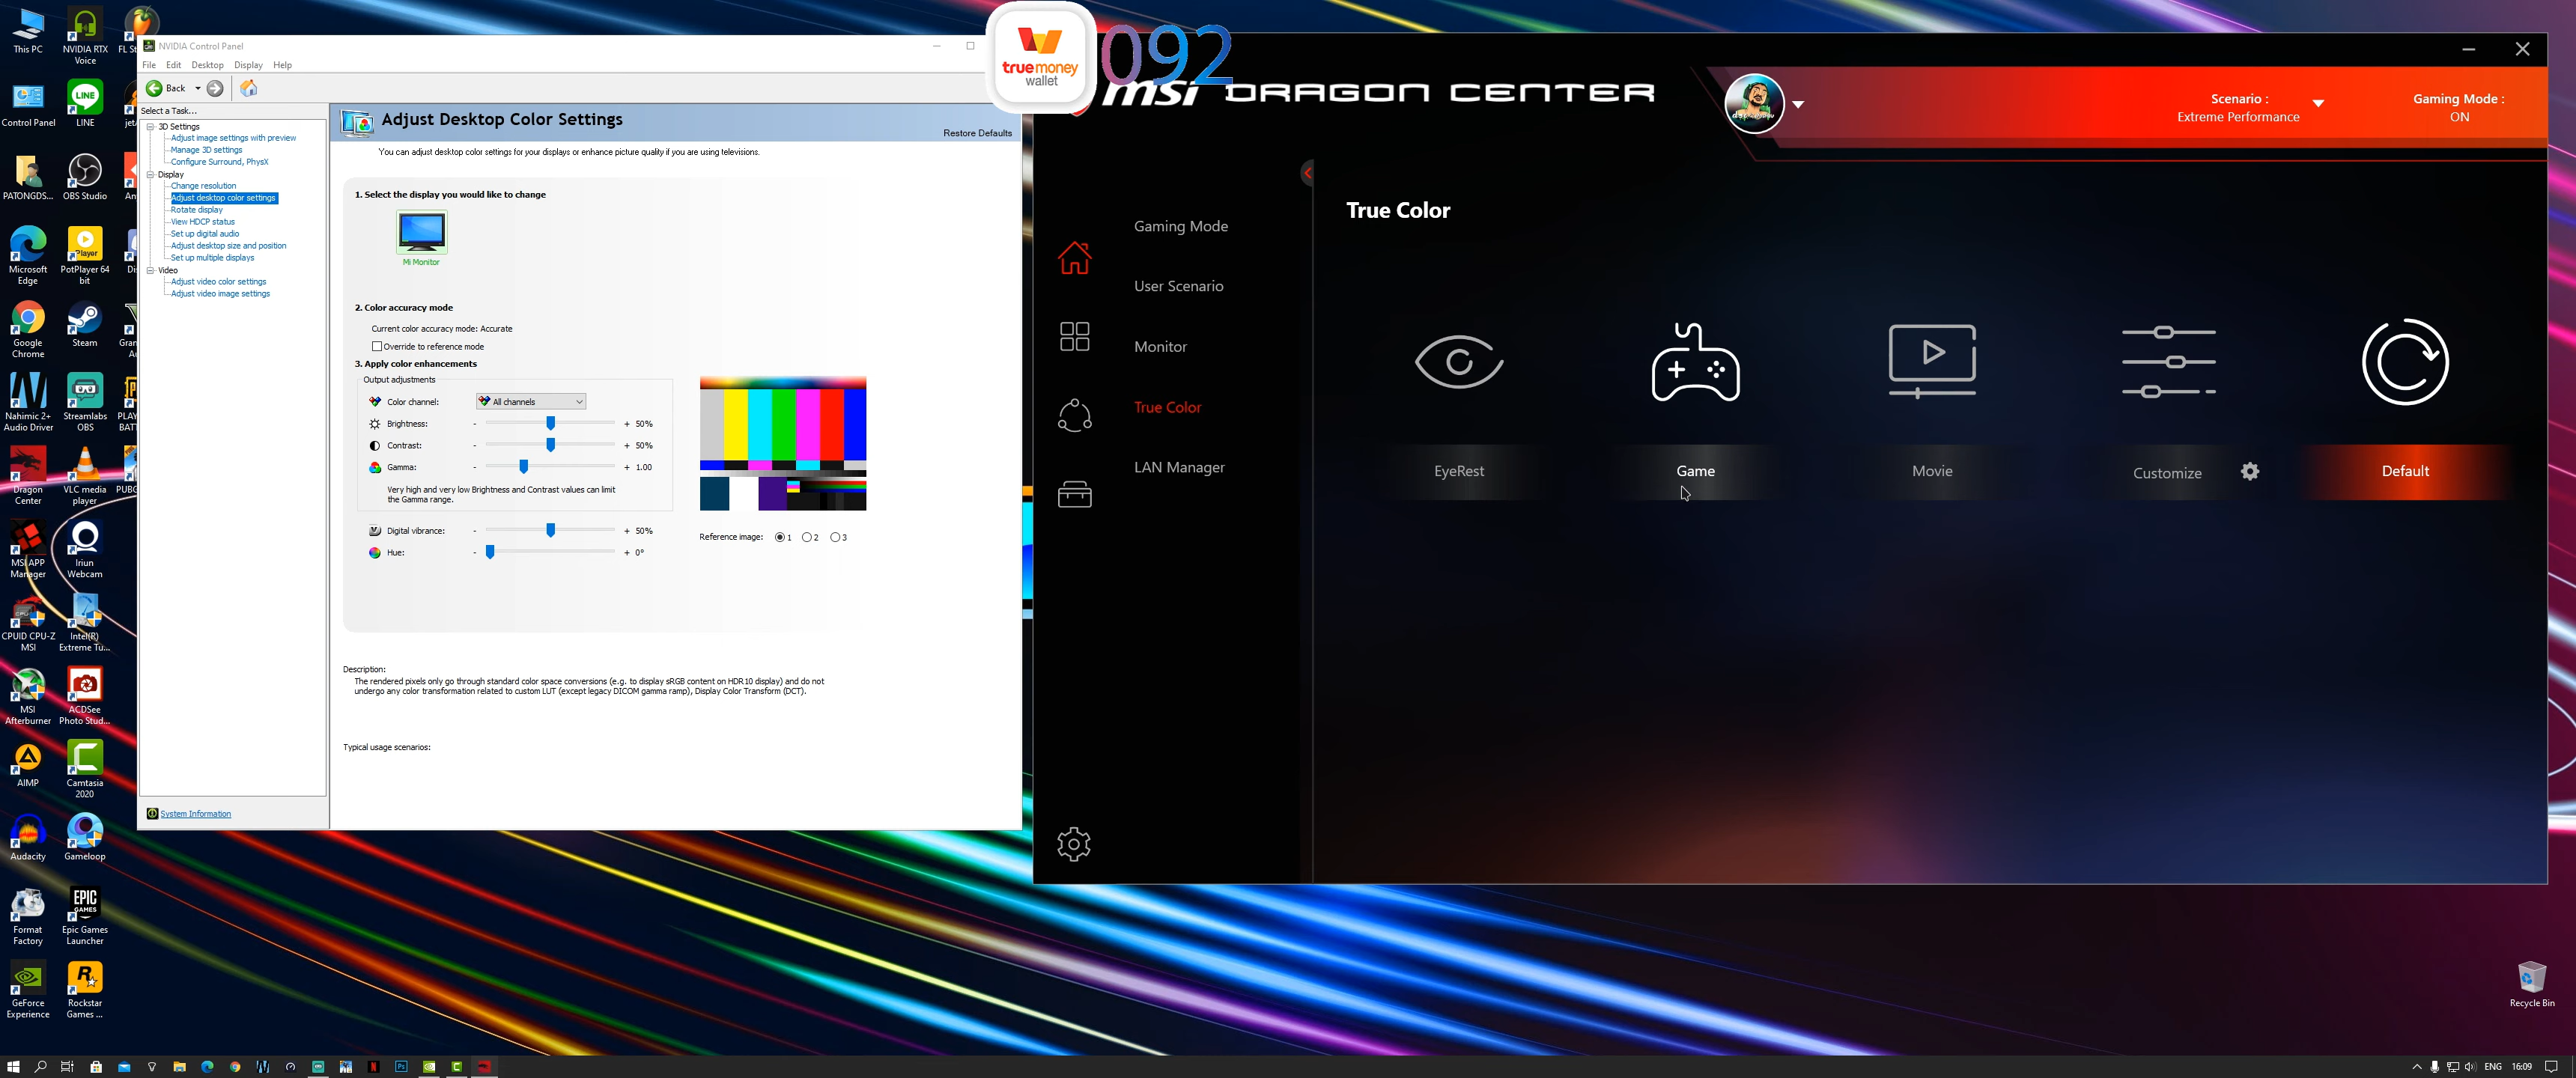 This PC
NVIDIA RTX
Voice
FL St
Control Panel
LINE
jetA
PATONGDS...
OBS Studio
An
Microsoft
Edge
PotPlayer 64
bit
Dis
Google
Chrome
Steam
Gran
Au
Nahimic 2+
Audio Driver
Streamlabs
OBS
PLAY
BATT
Dragon
Center
VLC media
player
PUBG
MSI APP
Manager
Iriun
Webcam
CPUID CPU-Z
MSI
Intel(R)
Extreme Tu...
MSI
Afterburner
ACDSee
Photo Stud...
AIMP
Camtasia
2020
Audacity
Gameloop
Format
Factory
EPIC
GAMES
Epic Games
Launcher
GeForce
Experience
Rockstar
Games ...
NVIDIA Control Panel
File Edit Desktop Display Help
Back
Select a Task...
3D Settings
Adjust image settings with preview
Manage 3D settings
Configure Surround, PhysX
Display
Change resolution
Adjust desktop color settings
Rotate display
View HDCP status
Set up digital audio
Adjust desktop size and position
Set up multiple displays
Video
Adjust video color settings
Adjust video image settings
System Information
Adjust Desktop Color Settings
Restore Defaults
You can adjust desktop color settings for your displays or enhance picture quality if you are using televisions.
1. Select the display you would like to change
Mi Monitor
2. Color accuracy mode
Current color accuracy mode: Accurate
Override to reference mode
3. Apply color enhancements
Output adjustments
Color channel: All channels
Brightness: - + 50%
Contrast: - + 50%
Gamma: - + 1.00
Very high and very low Brightness and Contrast values can limit
the Gamma range.
Digital vibrance: - + 50%
Hue: - + 0°
Reference image: 1 2 3
Description:
The rendered pixels only go through standard color space conversions (e.g. to display sRGB content on HDR10 display) and do not
undergo any color transformation related to custom LUT (except legacy DICOM gamma ramp), Display Color Transform (DCT).
Typical usage scenarios:
truemoney
wallet
092
msi DRAGON CENTER
Scenario :
Extreme Performance
Gaming Mode :
ON
Gaming Mode
User Scenario
Monitor
True Color
LAN Manager
True Color
EyeRest
Game
Movie
Customize
Default
Recycle Bin
ENG
16:09